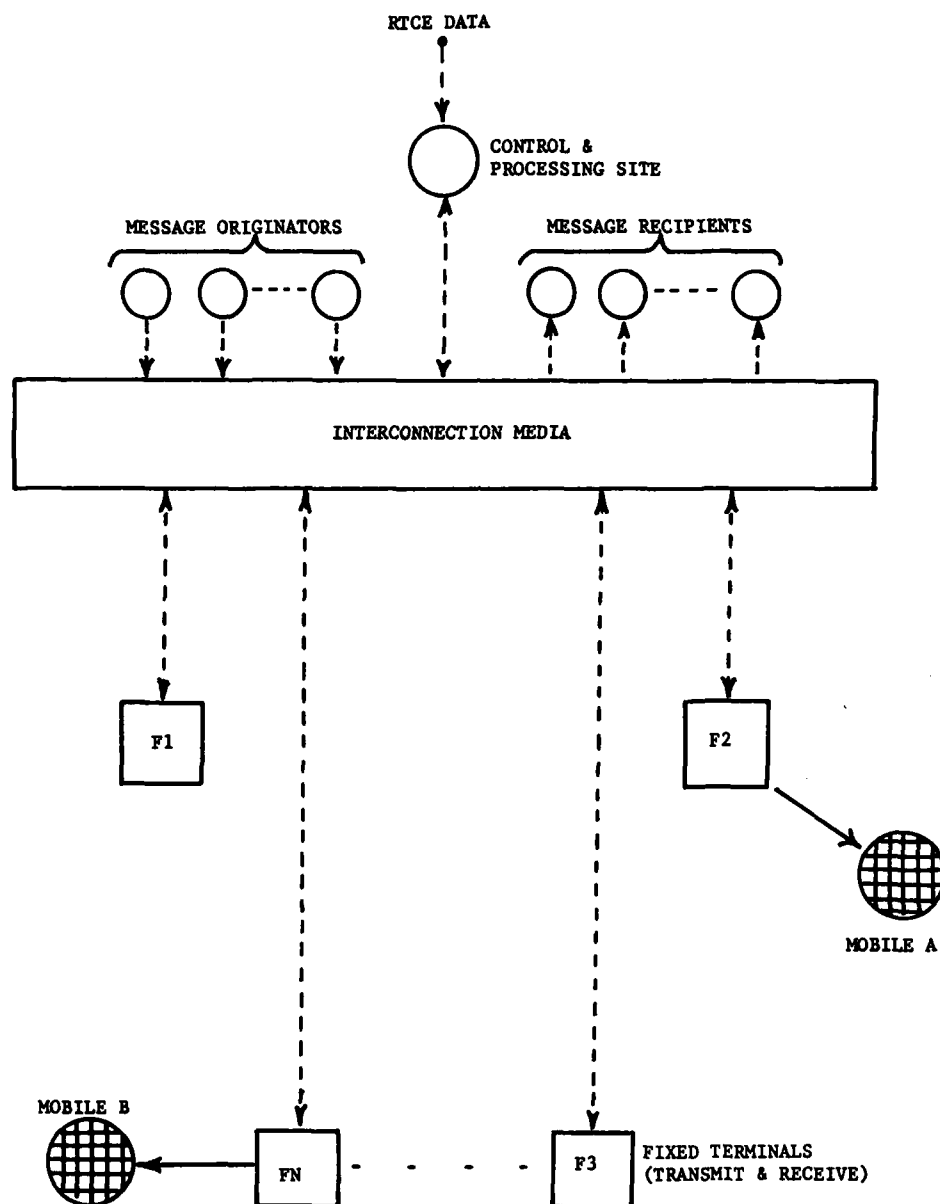 RTCE DATA
CONTROL &
PROCESSING SITE
MESSAGE ORIGINATORS
MESSAGE RECIPIENTS
INTERCONNECTION MEDIA
F1
F2
MOBILE A
MOBILE B
FN
F3
FIXED TERMINALS
(TRANSMIT & RECEIVE)